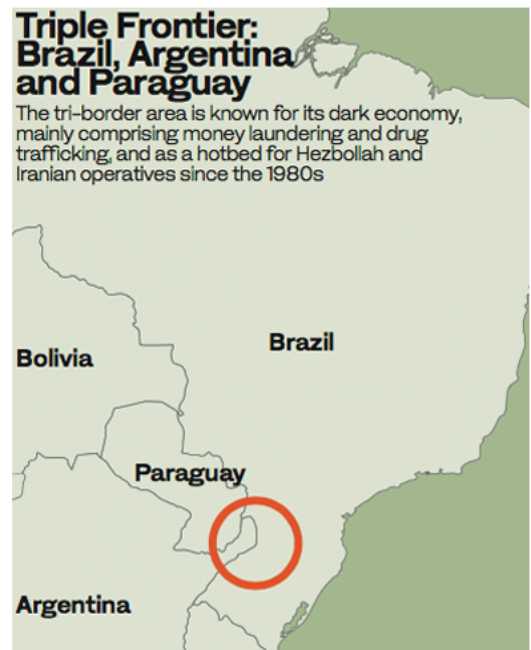 Triple Frontier:
Brazil, Argentina
and Paraguay
The tri-border area is known for its dark economy,
mainly comprising money laundering and drug
trafficking, and as a hotbed for Hezbollah and
Iranian operatives since the 1980s
Brazil
Bolivia
Paraguay
Argentina